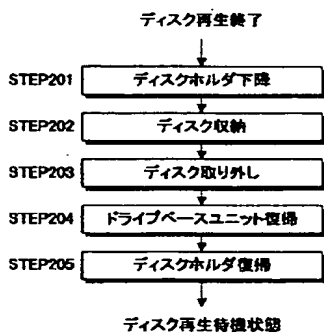 ディスク再生終了
STEP201 ディスクホルダ下降
STEP202 ディスク収納
STEP203 ディスク取り外し
STEP204 ドライブベースユニット復帰
STEP205 ディスクホルダ復帰
ディスク再生待機状態